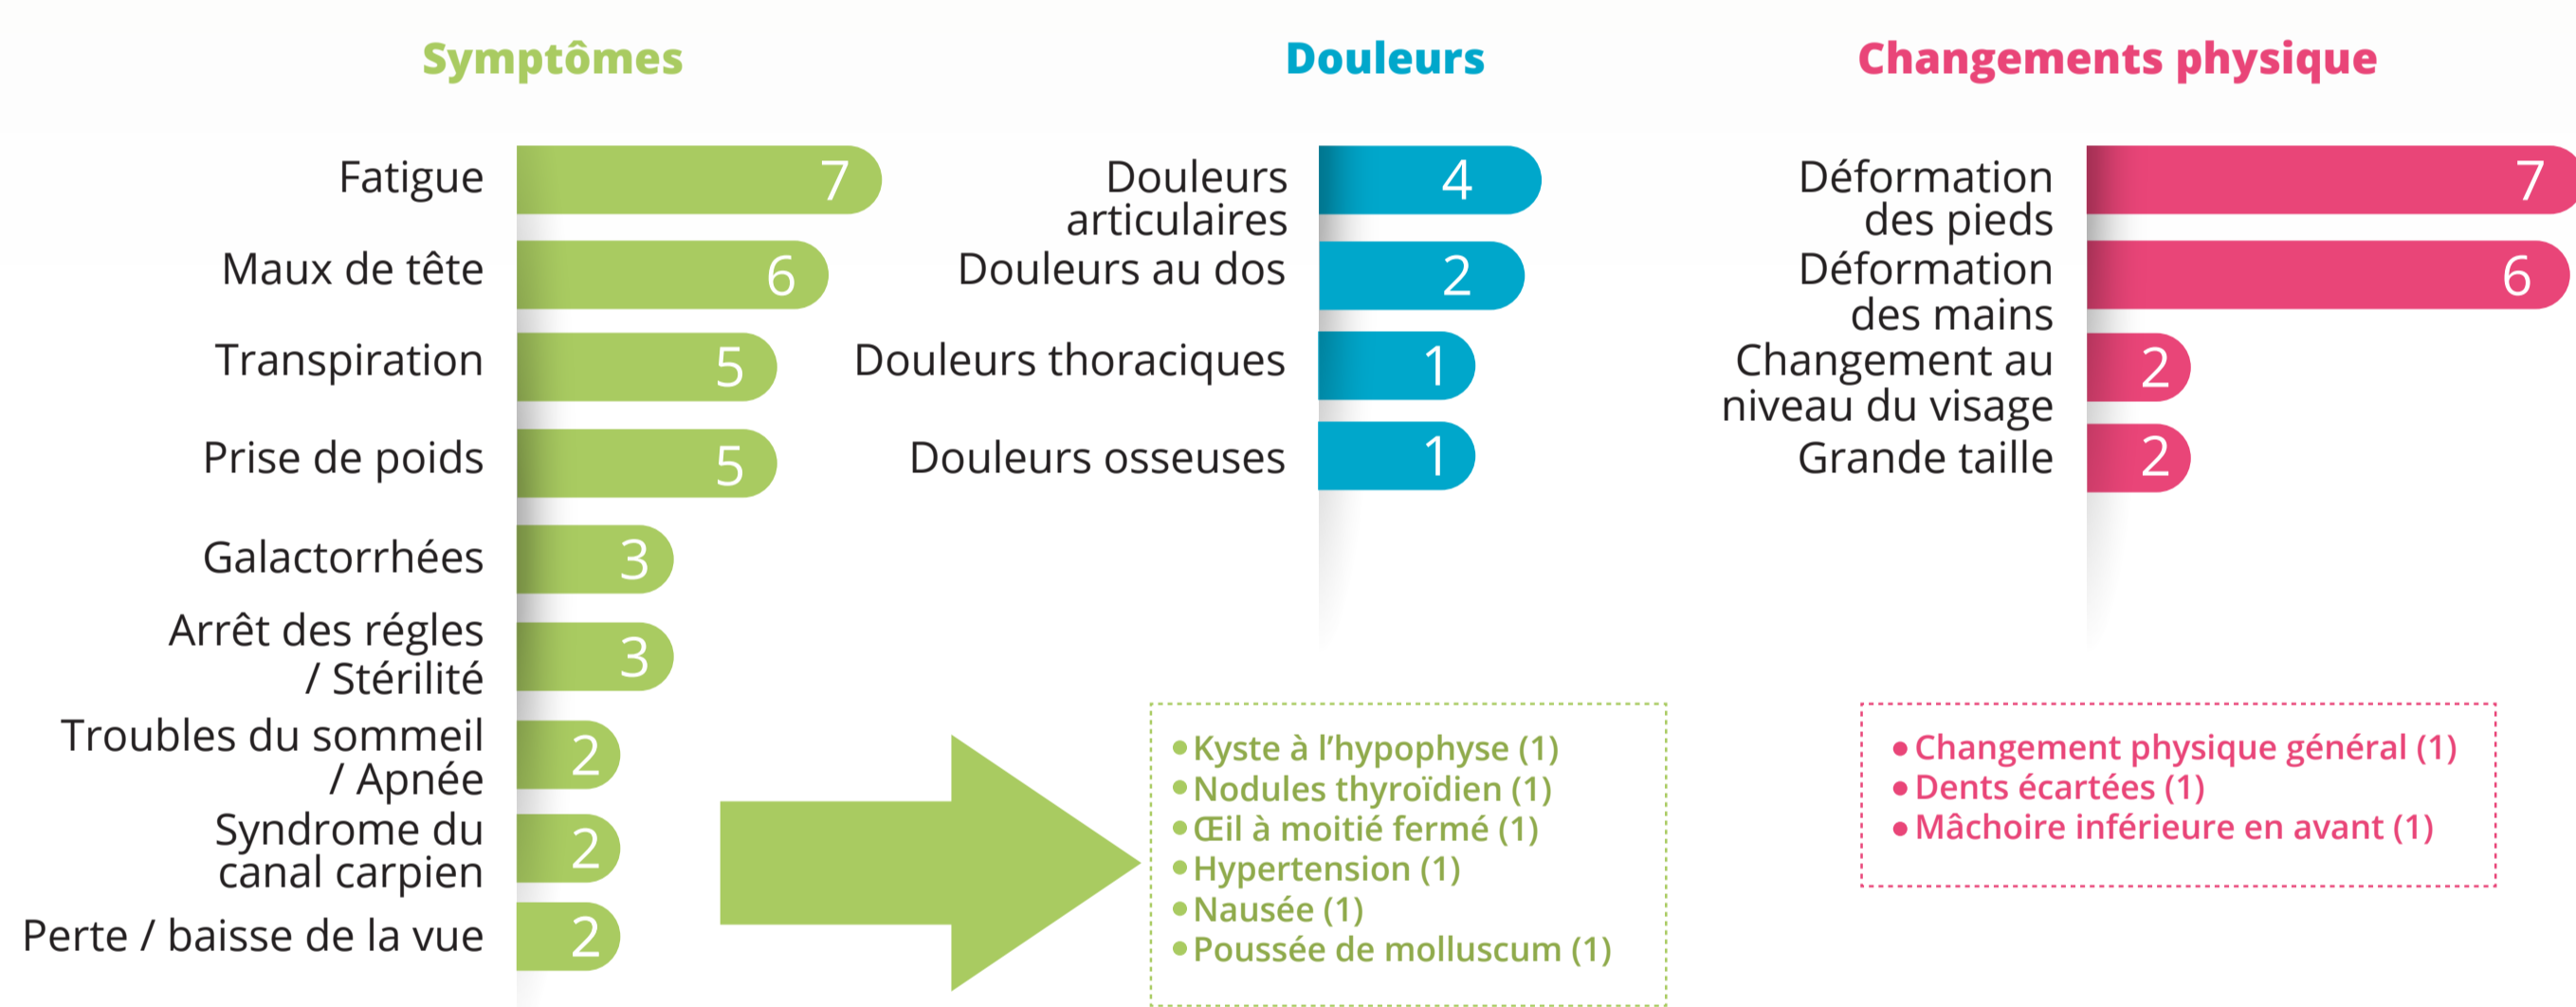 Symptômes
Fatigue
7
Maux de tête
6
Transpiration
5
Prise de poids
5
Galactorrhées
3
Arrêt des régles
/ Stérilité
3
Troubles du sommeil
/ Apnée
2
Syndrome du
canal carpien
2
Perte / baisse de la vue
2
Douleurs
Douleurs
articulaires
4
Douleurs au dos
2
Douleurs thoraciques
1
Douleurs osseuses
1
• Kyste à l’hypophyse (1)
• Nodules thyroïdien (1)
• Œil à moitié fermé (1)
• Hypertension (1)
• Nausée (1)
• Poussée de molluscum (1)
Changements physique
Déformation
des pieds
7
Déformation
des mains
6
Changement au
niveau du visage
2
Grande taille
2
• Changement physique général (1)
• Dents écartées (1)
• Mâchoire inférieure en avant (1)